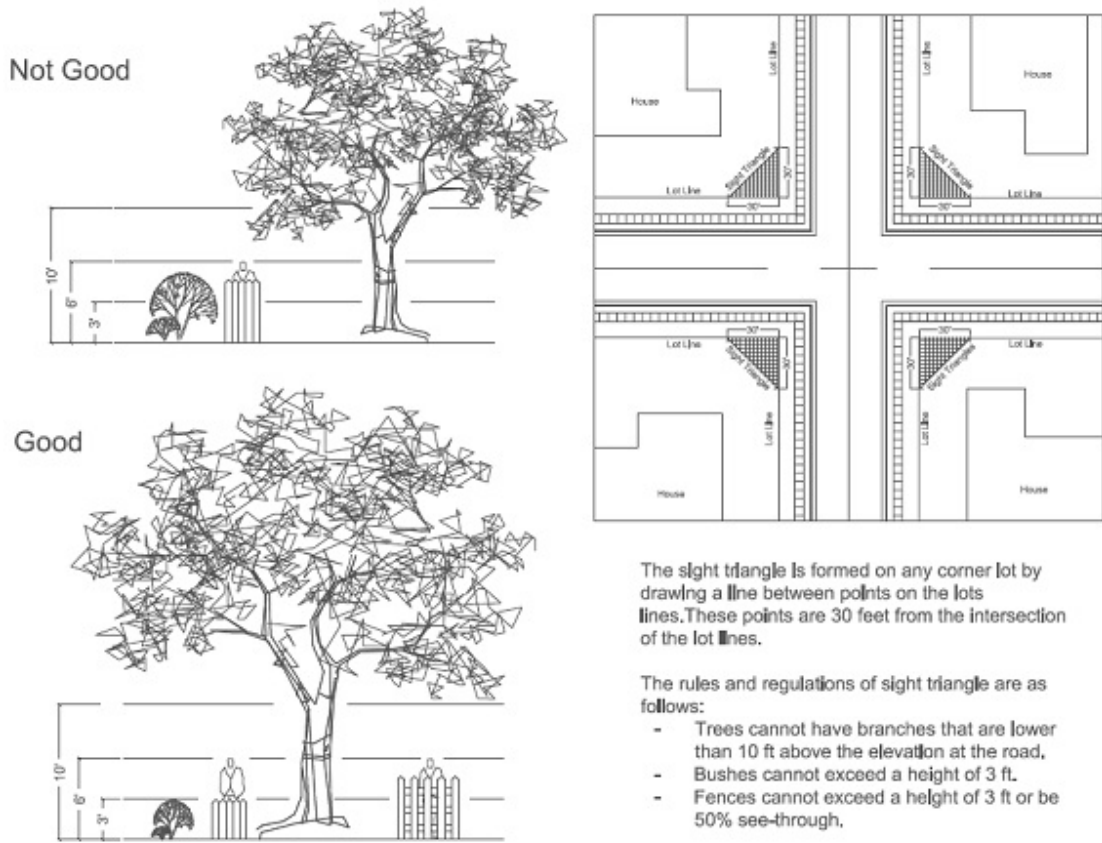 Not Good
10'
6'
3'
Good
10'
6'
3'
House
Lot Line
Lot Line
House
Sight Triangle
30'
30'
Sight Triangle
30'
30'
Lot Line
Lot Line
Lot Line
30'
30'
Sight Triangle
30'
30'
Sight Triangles
Lot Line
Lot Line
Lot Line
House
House
The sight triangle is formed on any corner lot by
drawing a line between points on the lots
lines.These points are 30 feet from the intersection
of the lot lines.
The rules and regulations of sight triangle are as
follows:
- Trees cannot have branches that are lower
than 10 ft above the elevation at the road.
- Bushes cannot exceed a height of 3 ft.
- Fences cannot exceed a height of 3 ft or be
50% see-through.